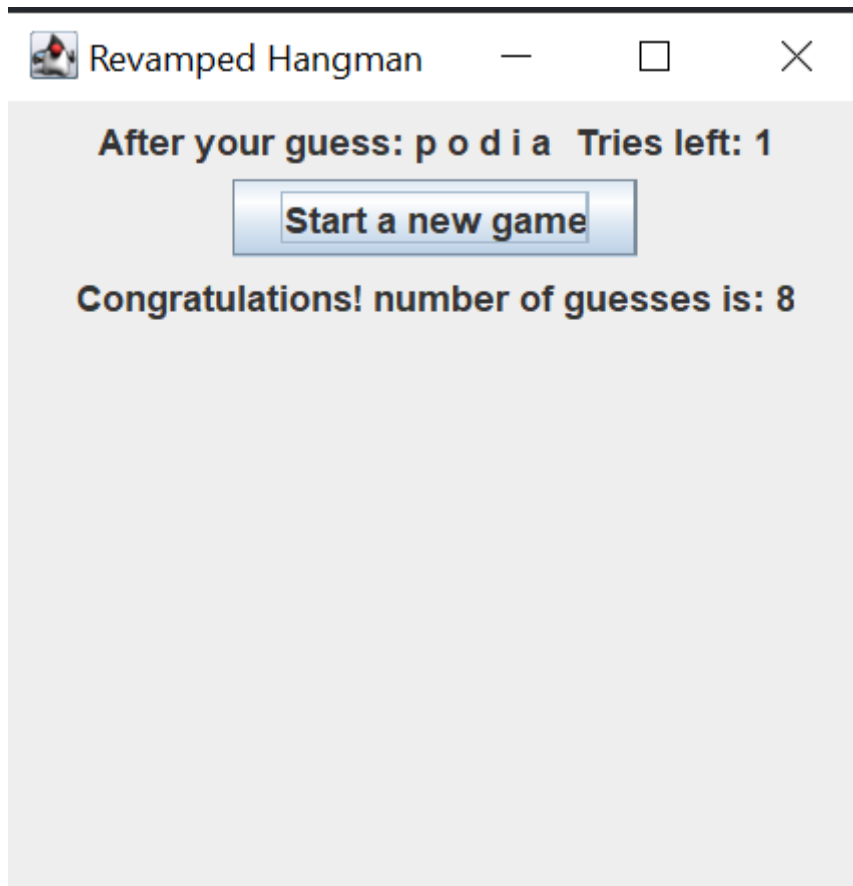 Revamped Hangman
After your guess: p o d i a Tries left: 1
Start a new game
Congratulations! number of guesses is: 8